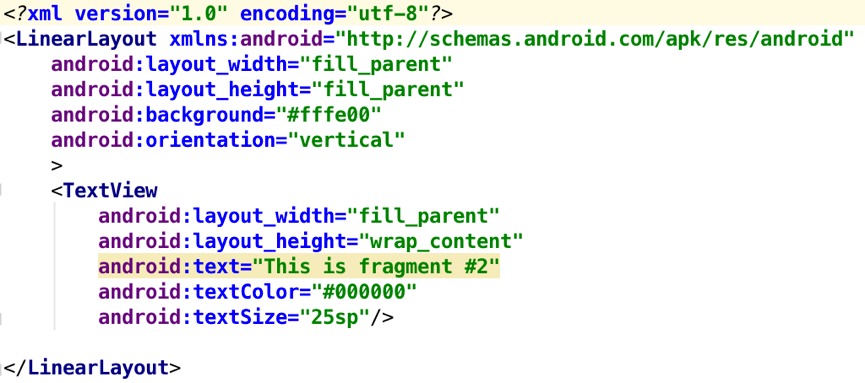 <?xml version="1.0" encoding="utf-8"?>
<LinearLayout xmlns:android="http://schemas.android.com/apk/res/android"
    android:layout_width="fill_parent"
    android:layout_height="fill_parent"
    android:background="#fffe00"
    android:orientation="vertical"
    >
    <TextView
        android:layout_width="fill_parent"
        android:layout_height="wrap_content"
        android:text="This is fragment #2"
        android:textColor="#000000"
        android:textSize="25sp"/>
</LinearLayout>